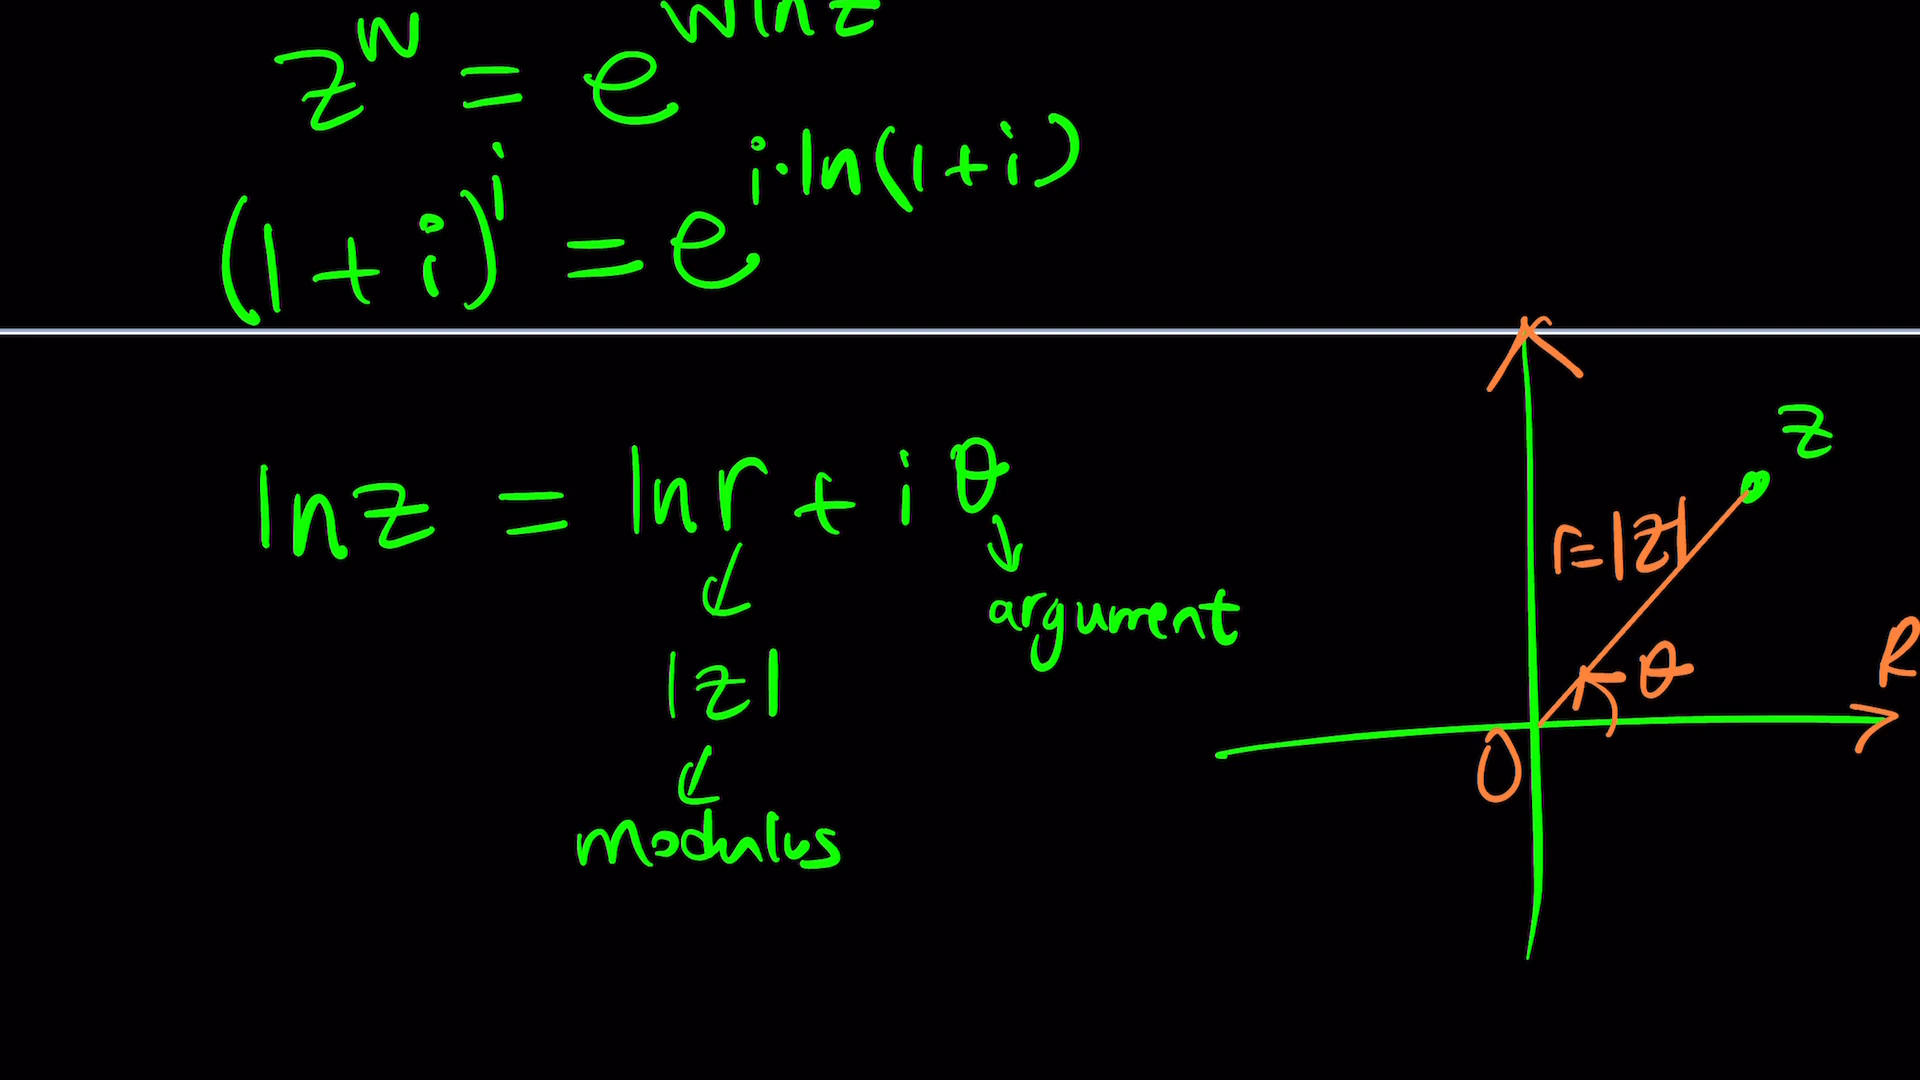 z^w = e^{w ln z}
(1+i)^i = e^{i·ln(1+i)}
ln z = ln r + i θ
argument
|z|
modulus
z
r=|z|
θ
R
0